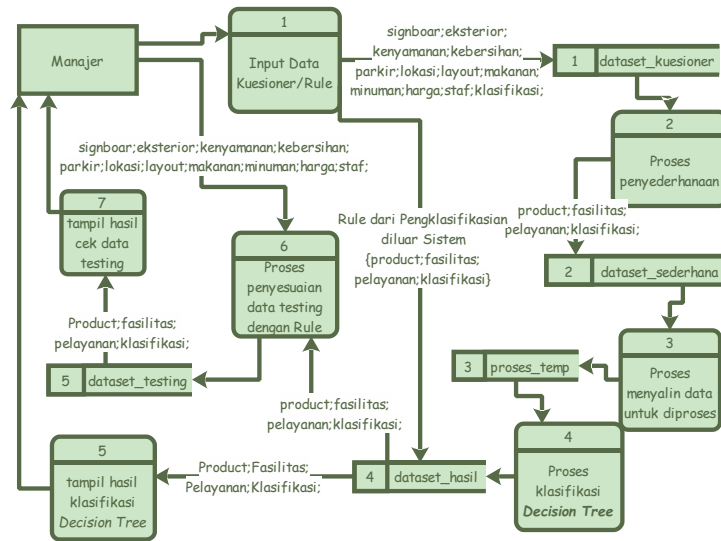 Manajer
1
Input Data
Kuesioner/Rule
signboar;eksterior;
kenyamanan;kebersihan;
parkir;lokasi;layout;makanan;
minuman;harga;staf;klasifikasi;
1 dataset_kuesioner
2
Proses
penyederhanaan
signboar;eksterior;kenyamanan;kebersihan;
parkir;lokasi;layout;makanan;minuman;harga;staf;
product;fasilitas;
pelayanan;klasifikasi;
2 dataset_sederhana
7
tampil hasil
cek data
testing
6
Proses
penyesuaian
data testing
dengan Rule
Rule dari Pengklasifikasian
diluar Sistem
{product;fasilitas;
pelayanan;klasifikasi}
3
Proses
menyalin data
untuk diproses
Product;fasilitas;
pelayanan;klasifikasi;
5 dataset_testing
3 proses_temp
product;fasilitas;
pelayanan;klasifikasi;
4
Proses
klasifikasi
Decision Tree
5
tampil hasil
klasifikasi
Decision Tree
Product;Fasilitas;
Pelayanan;Klasifikasi;
4 dataset_hasil